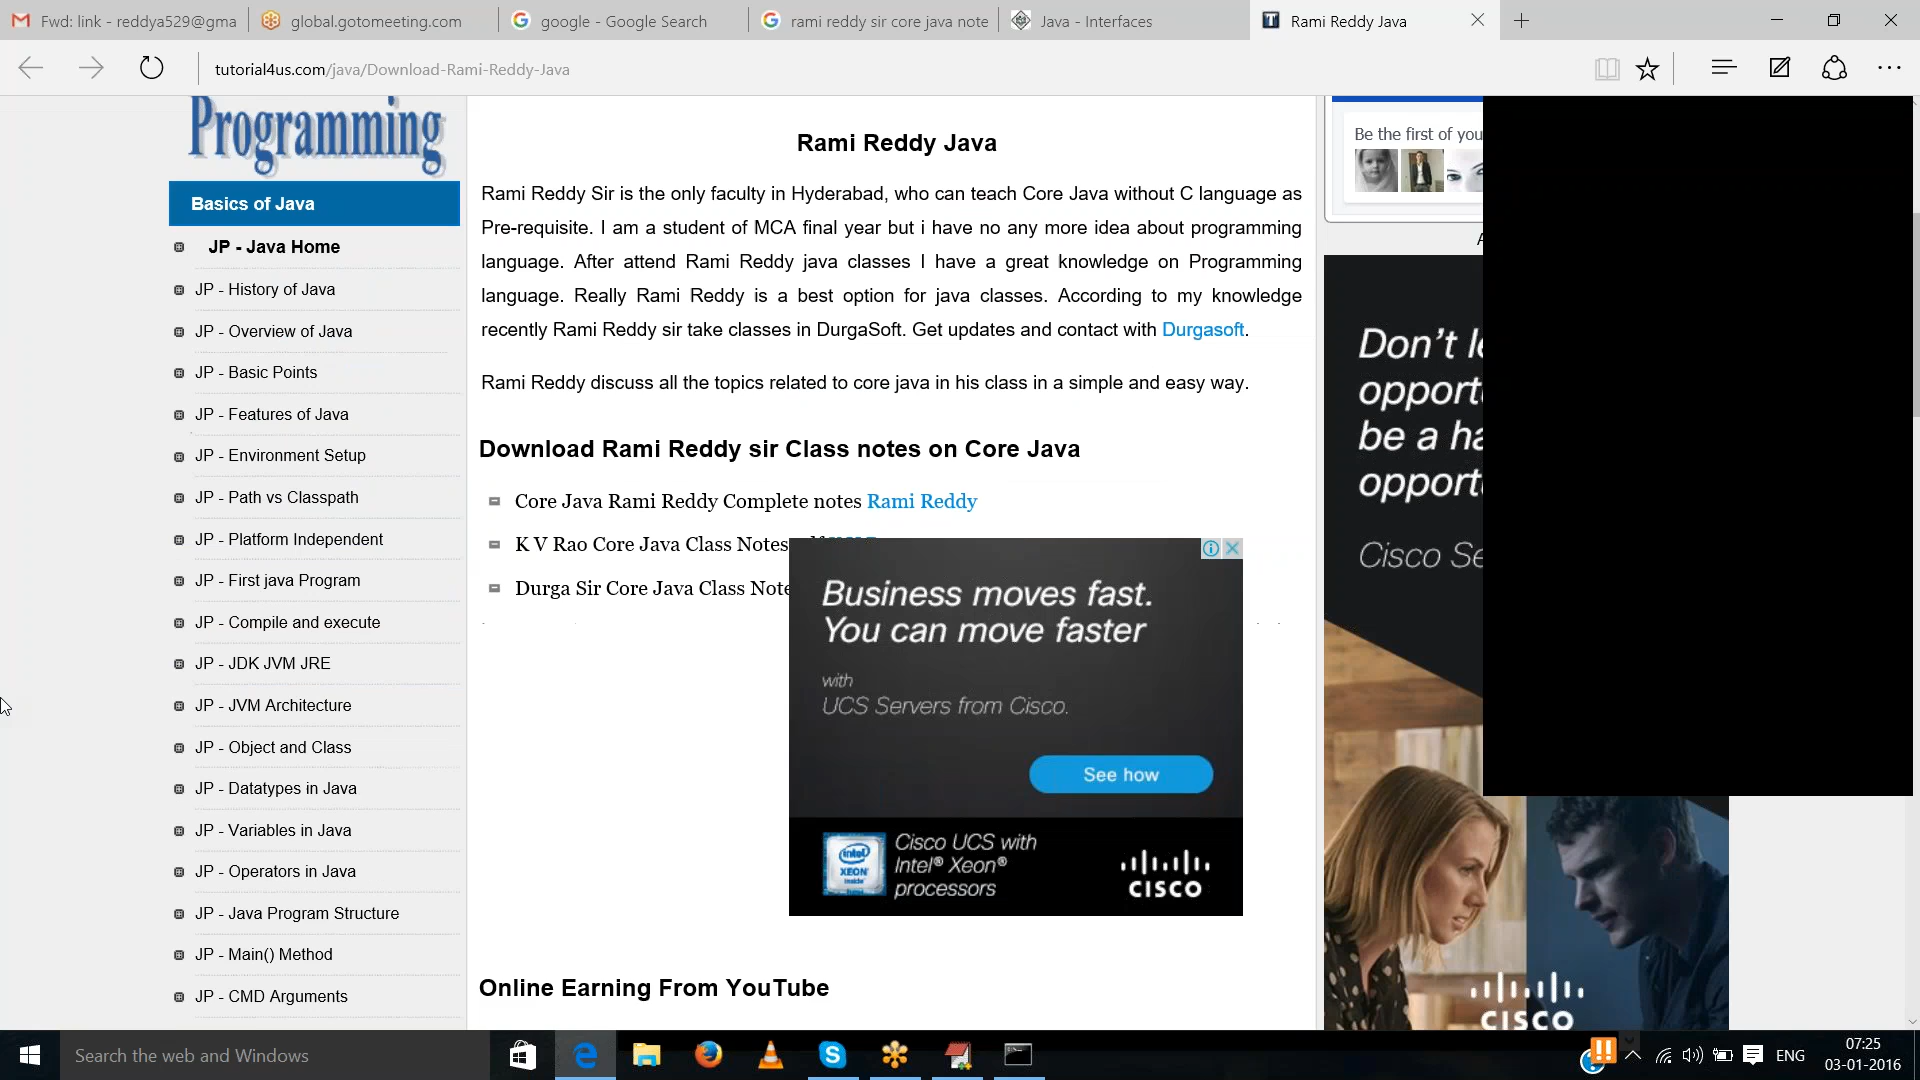 Fwd: link - reddya529@gma
global.gotomeeting.com
google - Google Search
rami reddy sir core java note
Java - Interfaces
Rami Reddy Java
tutorial4us.com/java/Download-Rami-Reddy-Java
Programming
Basics of Java
JP - Java Home
JP - History of Java
JP - Overview of Java
JP - Basic Points
JP - Features of Java
JP - Environment Setup
JP - Path vs Classpath
JP - Platform Independent
JP - First java Program
JP - Compile and execute
JP - JDK JVM JRE
JP - JVM Architecture
JP - Object and Class
JP - Datatypes in Java
JP - Variables in Java
JP - Operators in Java
JP - Java Program Structure
JP - Main() Method
JP - CMD Arguments
Rami Reddy Java
Rami Reddy Sir is the only faculty in Hyderabad, who can teach Core Java without C language as
Pre-requisite. I am a student of MCA final year but i have no any more idea about programming
language. After attend Rami Reddy java classes I have a great knowledge on Programming
language. Really Rami Reddy is a best option for java classes. According to my knowledge
recently Rami Reddy sir take classes in DurgaSoft. Get updates and contact with Durgasoft.
Rami Reddy discuss all the topics related to core java in his class in a simple and easy way.
Download Rami Reddy sir Class notes on Core Java
Core Java Rami Reddy Complete notes Rami Reddy
K V Rao Core Java Class Notes
Durga Sir Core Java Class Note
Business moves fast.
You can move faster
with
UCS Servers from Cisco.
See how
intel
XEON
inside
Cisco UCS with
Intel® Xeon®
processors
CISCO
Online Earning From YouTube
Be the first of you
Don't l
opport
be a ha
opport
Cisco Se
CISCO
Search the web and Windows
ENG
07:25
03-01-2016